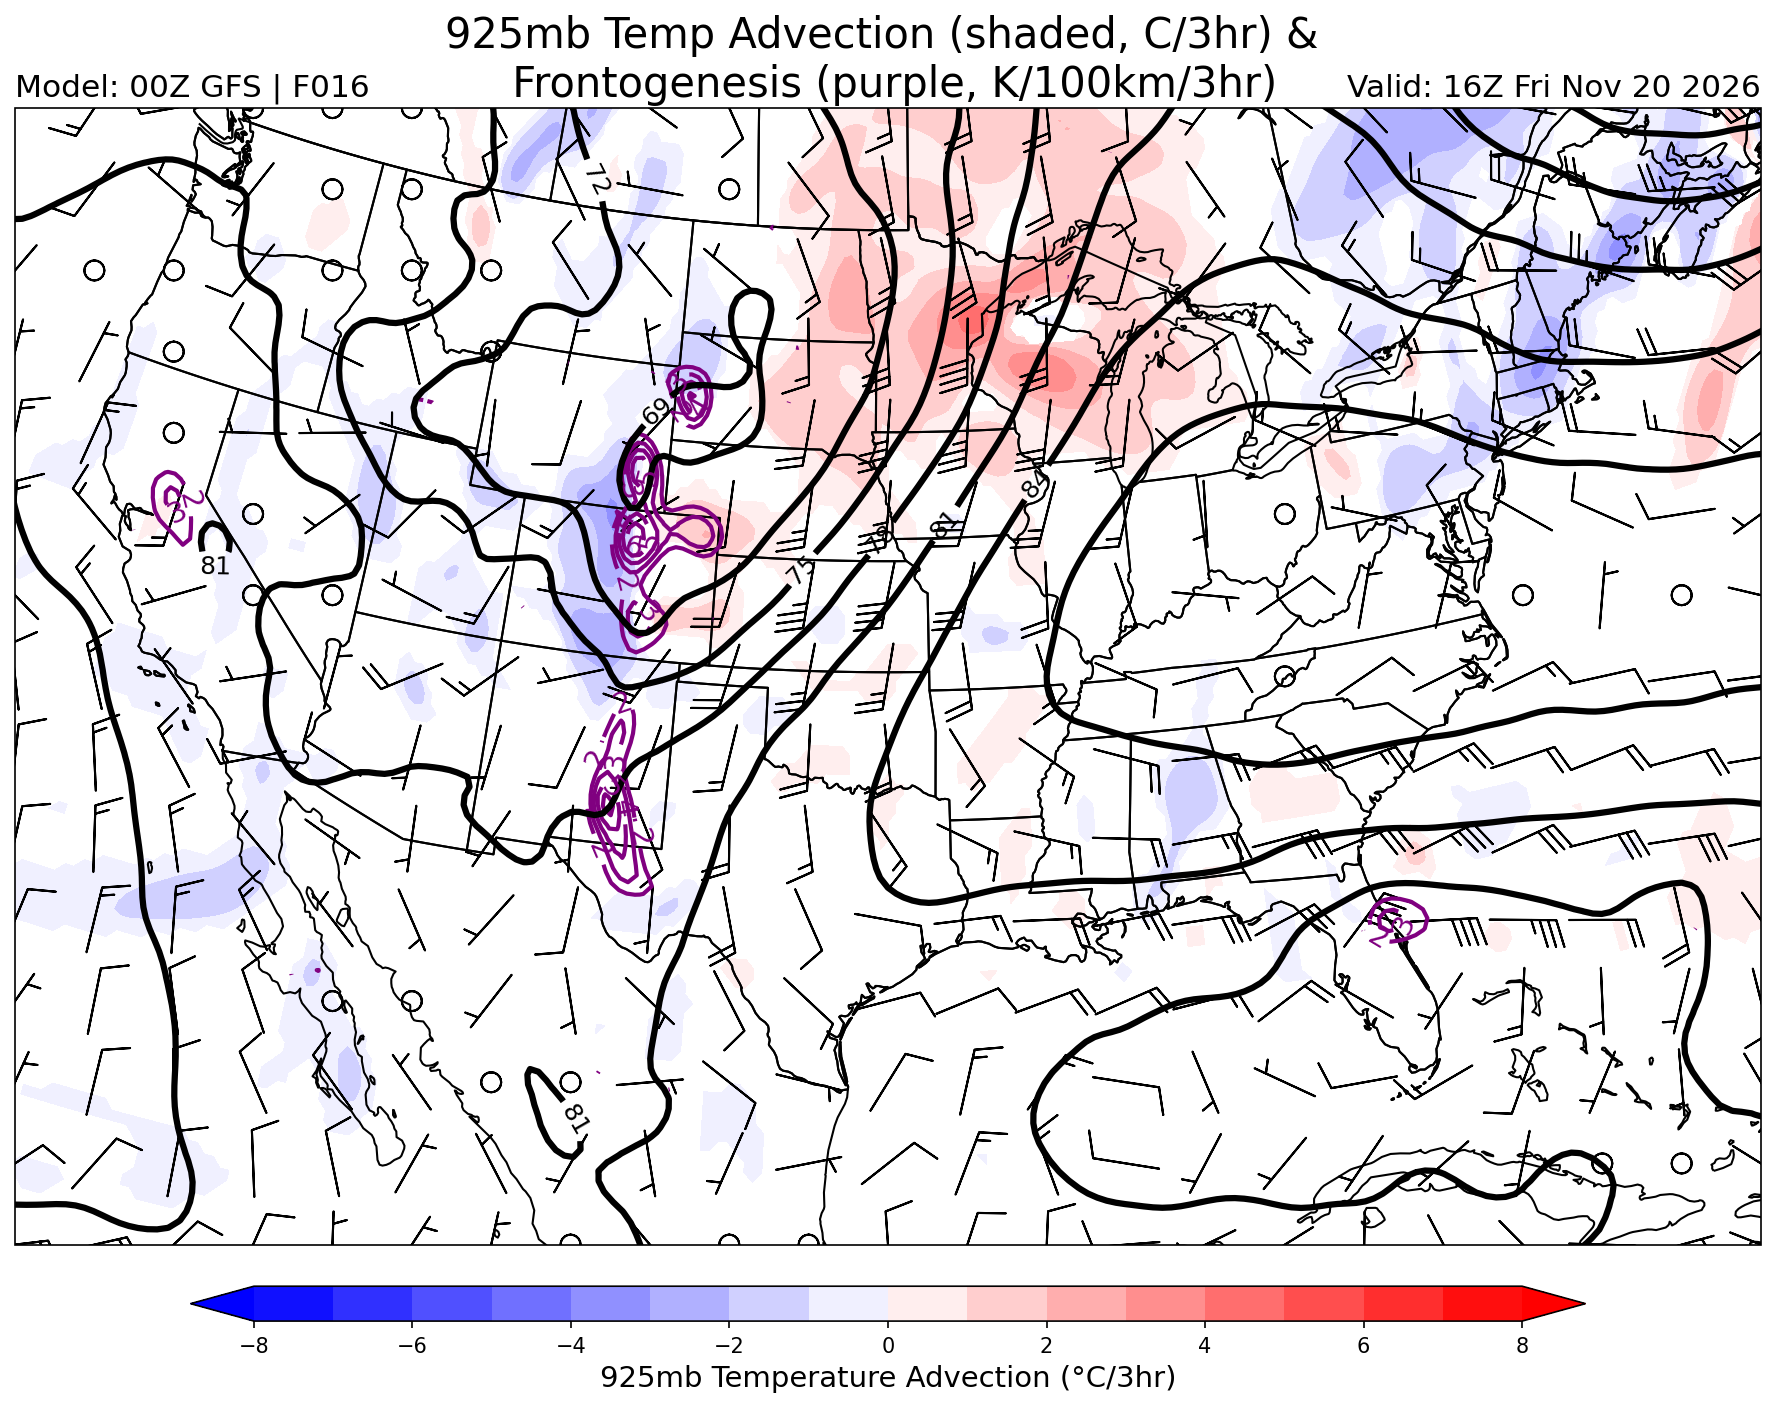 925mb Temp Advection (shaded, C/3hr) &
Frontogenesis (purple, K/100km/3hr)
Model: 00Z GFS | F016
Valid: 16Z Fri Nov 20 2026
72
69
84
81
78
75
81
81
−8 −6 −4 −2 0 2 4 6 8
925mb Temperature Advection (°C/3hr)